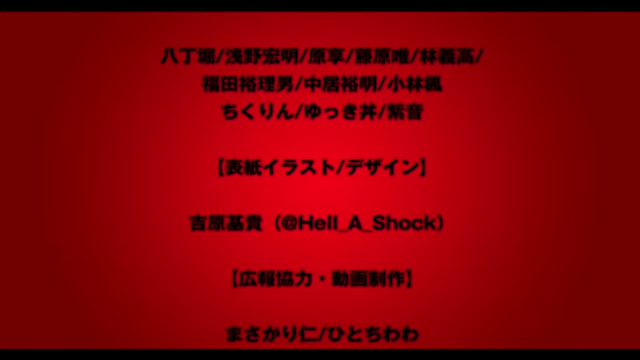 八丁堀/浅野宏明/原享/藤原唯/林義高/
福田裕理男/中居裕明/小林楓
ちくりん/ゆっき丼/紫音
【表紙イラスト/デザイン】
吉原基貴（@Hell_A_Shock）
【広報協力・動画制作】
まさかり仁/ひとちわわ